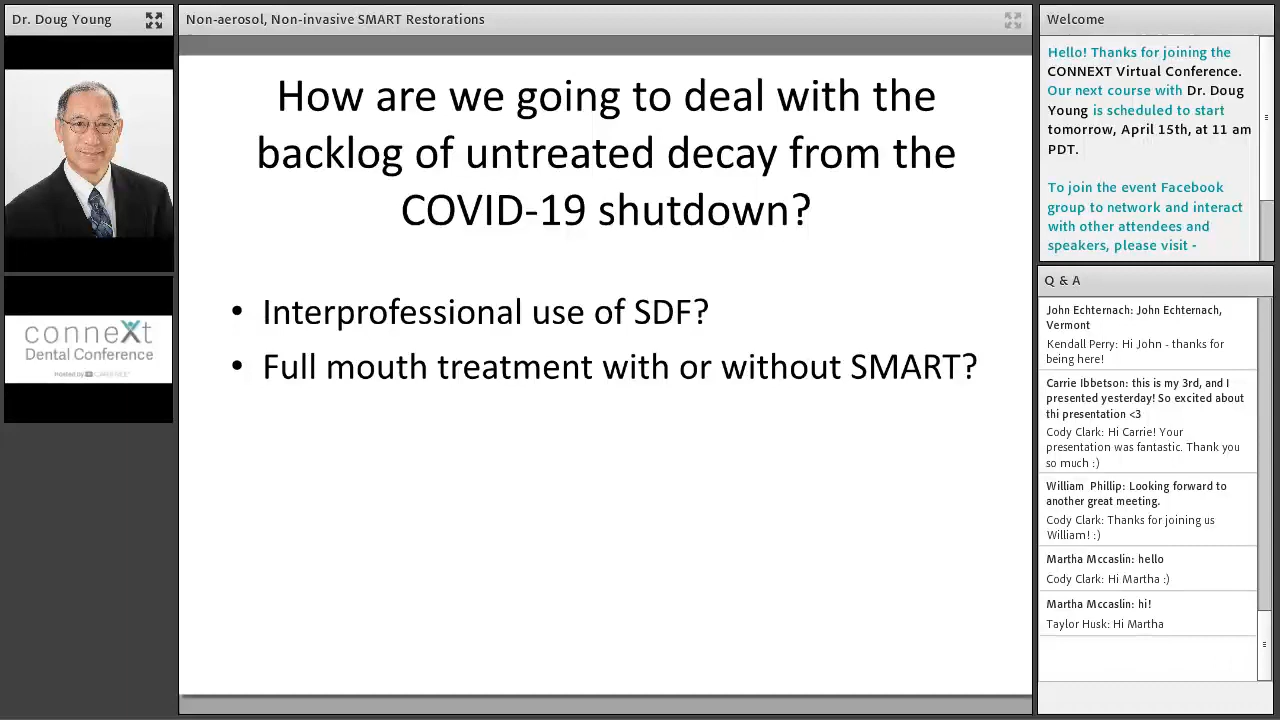 Dr. Doug Young
Non-aerosol, Non-invasive SMART Restorations
How are we going to deal with the
backlog of untreated decay from the
COVID-19 shutdown?
• Interprofessional use of SDF?
• Full mouth treatment with or without SMART?
conneXt
Dental Conference
Hosted by
Welcome
Hello! Thanks for joining the
CONNEXT Virtual Conference.
Our next course with Dr. Doug
Young is scheduled to start
tomorrow, April 15th, at 11 am
PDT.
To join the event Facebook
group to network and interact
with other attendees and
speakers, please visit -
Q & A
John Echternach: John Echternach,
Vermont
Kendall Perry: Hi John - thanks for
being here!
Carrie Ibbetson: this is my 3rd, and I
presented yesterday! So excited about
thi presentation <3
Cody Clark: Hi Carrie! Your
presentation was fantastic. Thank you
so much :)
William  Phillip: Looking forward to
another great meeting.
Cody Clark: Thanks for joining us
William! :)
Martha Mccaslin: hello
Cody Clark: Hi Martha :)
Martha Mccaslin: hi!
Taylor Husk: Hi Martha